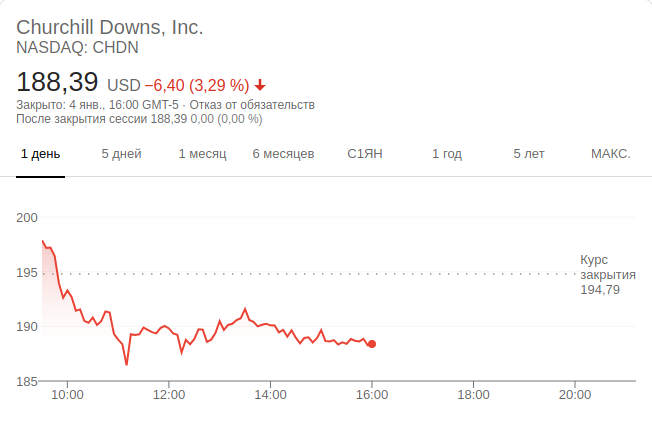 Churchill Downs, Inc.
NASDAQ: CHDN
188,39 USD −6,40 (3,29 %)
Закрыто: 4 янв., 16:00 GMT-5 · Отказ от обязательств
После закрытия сессии 188,39 0,00 (0,00 %)
1 день 5 дней 1 месяц 6 месяцев С1ЯН 1 год 5 лет МАКС.
200
195
190
185
Курс
закрытия
194,79
10:00 12:00 14:00 16:00 18:00 20:00